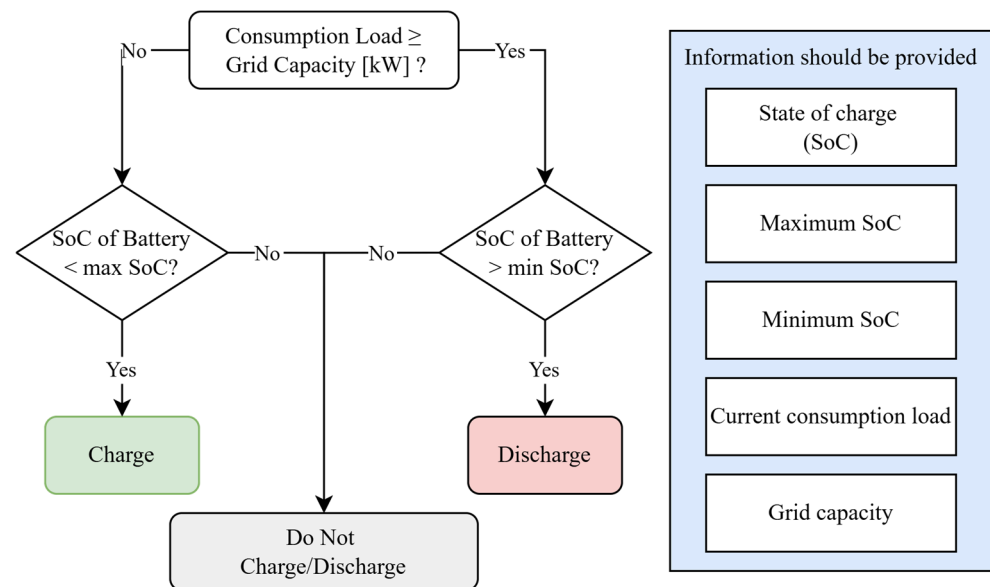 Consumption Load ≥
Grid Capacity [kW] ?
No
Yes
SoC of Battery
< max SoC?
No
No
SoC of Battery
> min SoC?
Yes
Yes
Charge
Discharge
Do Not
Charge/Discharge
Information should be provided
State of charge
(SoC)
Maximum SoC
Minimum SoC
Current consumption load
Grid capacity